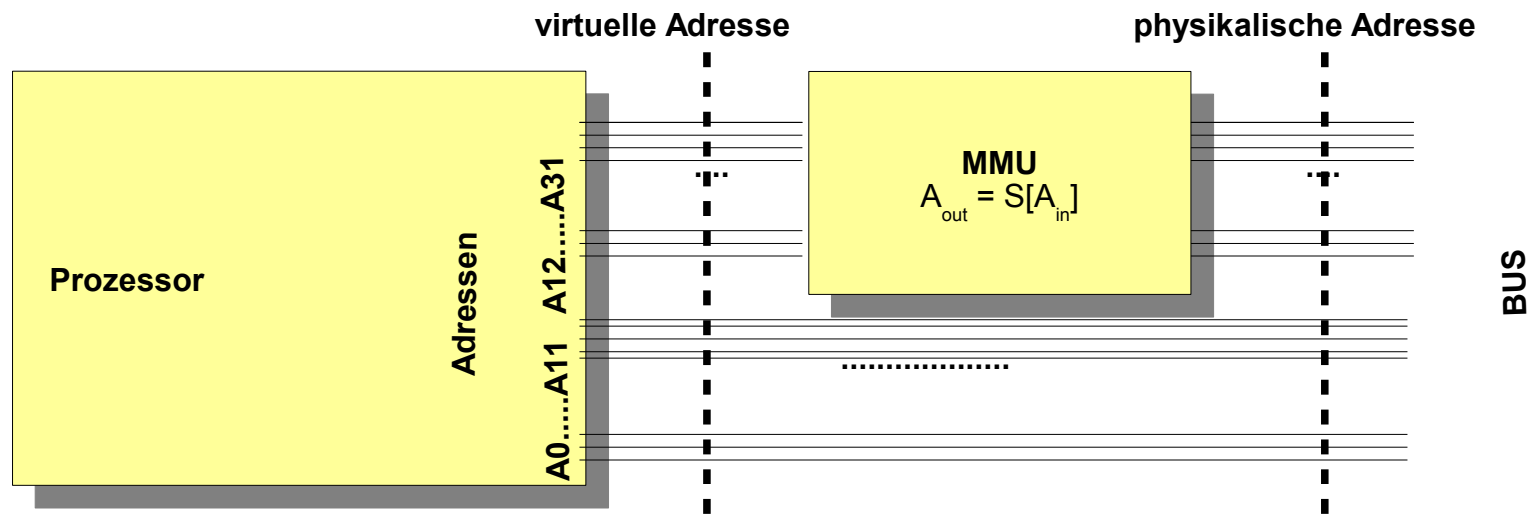 virtuelle Adresse
physikalische Adresse
Prozessor
Adressen
A12.....A31
A0.....A11
....
MMU
A_out = S[A_in]
....
...................
BUS